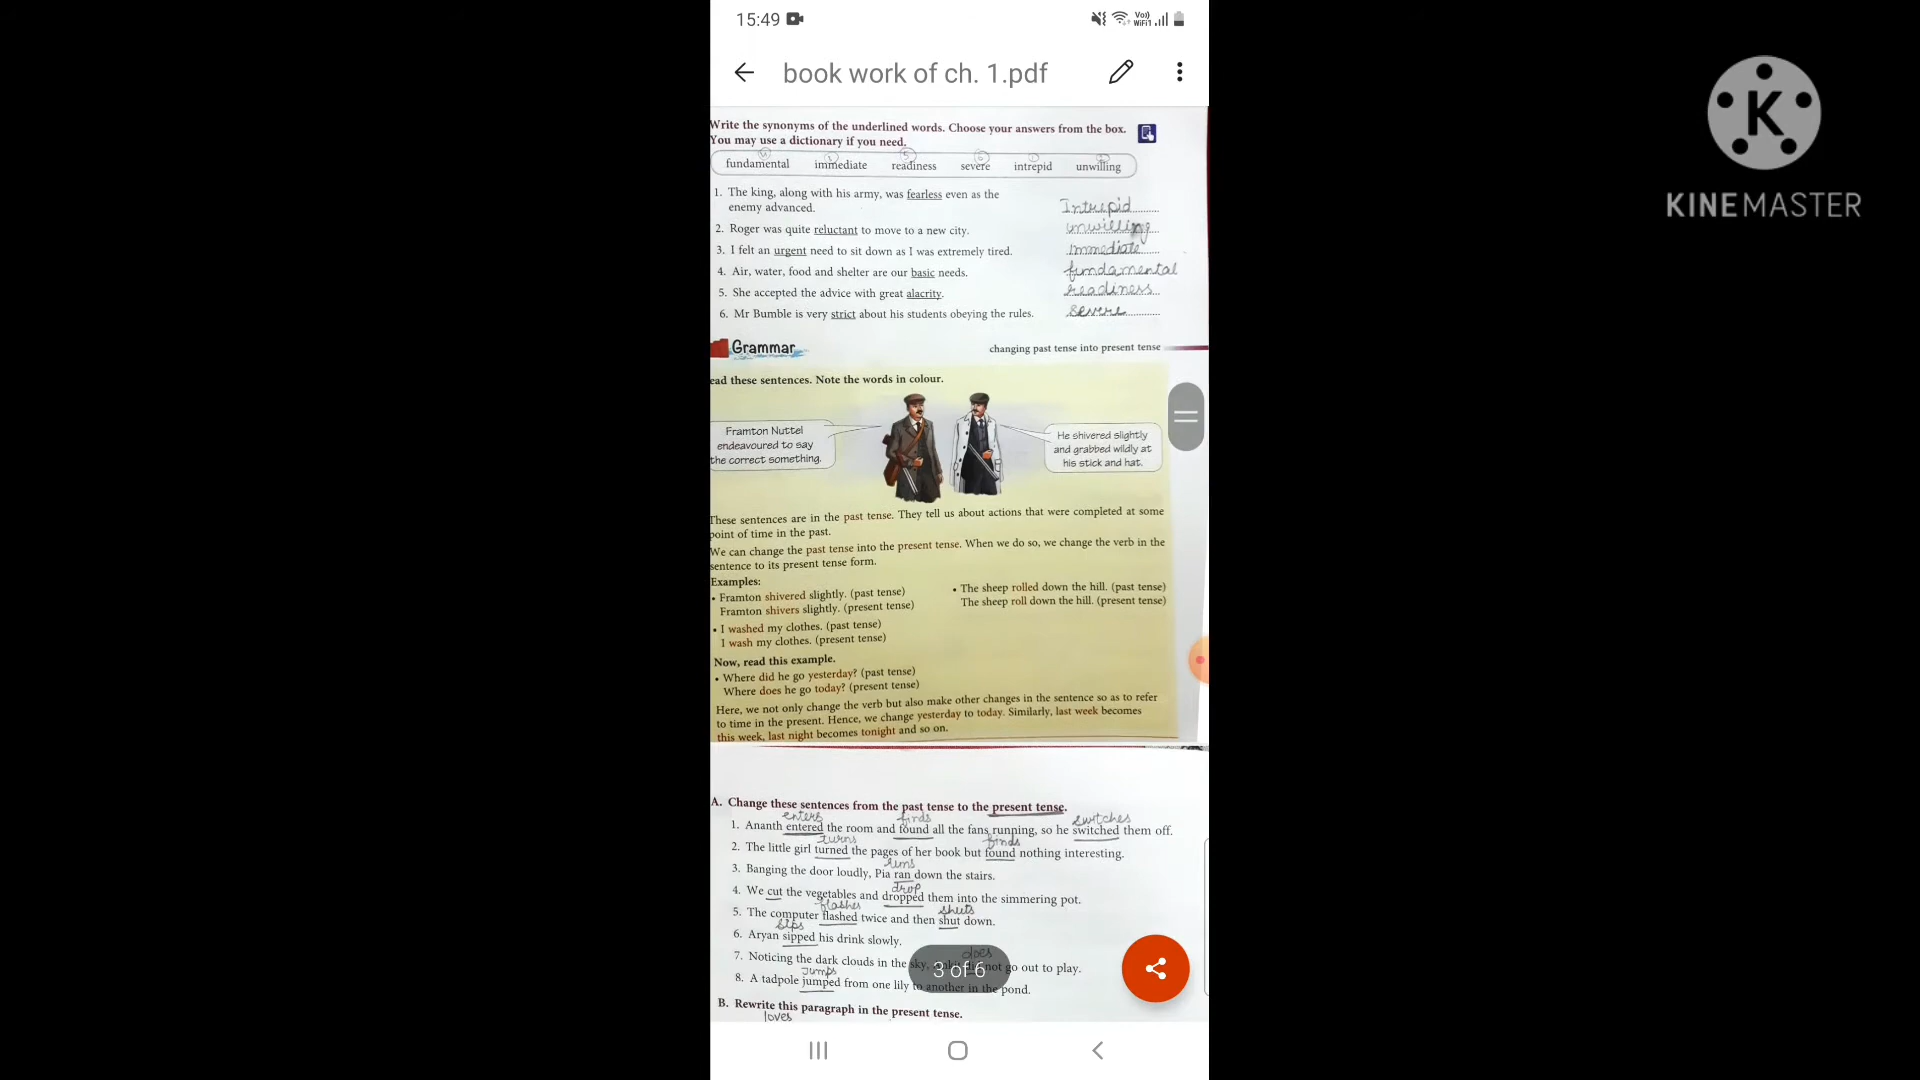 15:49
Vo))
WiFi1
book work of ch. 1.pdf
KINEMASTER
Write the synonyms of the underlined words. Choose your answers from the box.
You may use a dictionary if you need.
fundamental immediate readiness severe intrepid unwilling
1. The king, along with his army, was fearless even as the
enemy advanced. Intrepid
2. Roger was quite reluctant to move to a new city. unwilling
3. I felt an urgent need to sit down as I was extremely tired. immediate
4. Air, water, food and shelter are our basic needs. fundamental
5. She accepted the advice with great alacrity. readiness
6. Mr Bumble is very strict about his students obeying the rules. severe
Grammar changing past tense into present tense
ead these sentences. Note the words in colour.
Framton Nuttel
endeavoured to say
the correct something.
He shivered slightly
and grabbed wildly at
his stick and hat.
These sentences are in the past tense. They tell us about actions that were completed at some
point of time in the past.
We can change the past tense into the present tense. When we do so, we change the verb in the
sentence to its present tense form.
Examples:
• Framton shivered slightly. (past tense)
Framton shivers slightly. (present tense)
• The sheep rolled down the hill. (past tense)
The sheep roll down the hill. (present tense)
• I washed my clothes. (past tense)
I wash my clothes. (present tense)
Now, read this example.
• Where did he go yesterday? (past tense)
Where does he go today? (present tense)
Here, we not only change the verb but also make other changes in the sentence so as to refer
to time in the present. Hence, we change yesterday to today. Similarly, last week becomes
this week, last night becomes tonight and so on.
A. Change these sentences from the past tense to the present tense.
enters finds switches
1. Ananth entered the room and found all the fans running, so he switched them off.
turns finds
2. The little girl turned the pages of her book but found nothing interesting.
runs
3. Banging the door loudly, Pia ran down the stairs.
drop
4. We cut the vegetables and dropped them into the simmering pot.
flashes shuts
5. The computer flashed twice and then shut down.
sips
6. Aryan sipped his drink slowly.
does
7. Noticing the dark clouds in the sky, not go out to play.
3 of 6
jumps
8. A tadpole jumped from one lily to another in the pond.
B. Rewrite this paragraph in the present tense.
loves